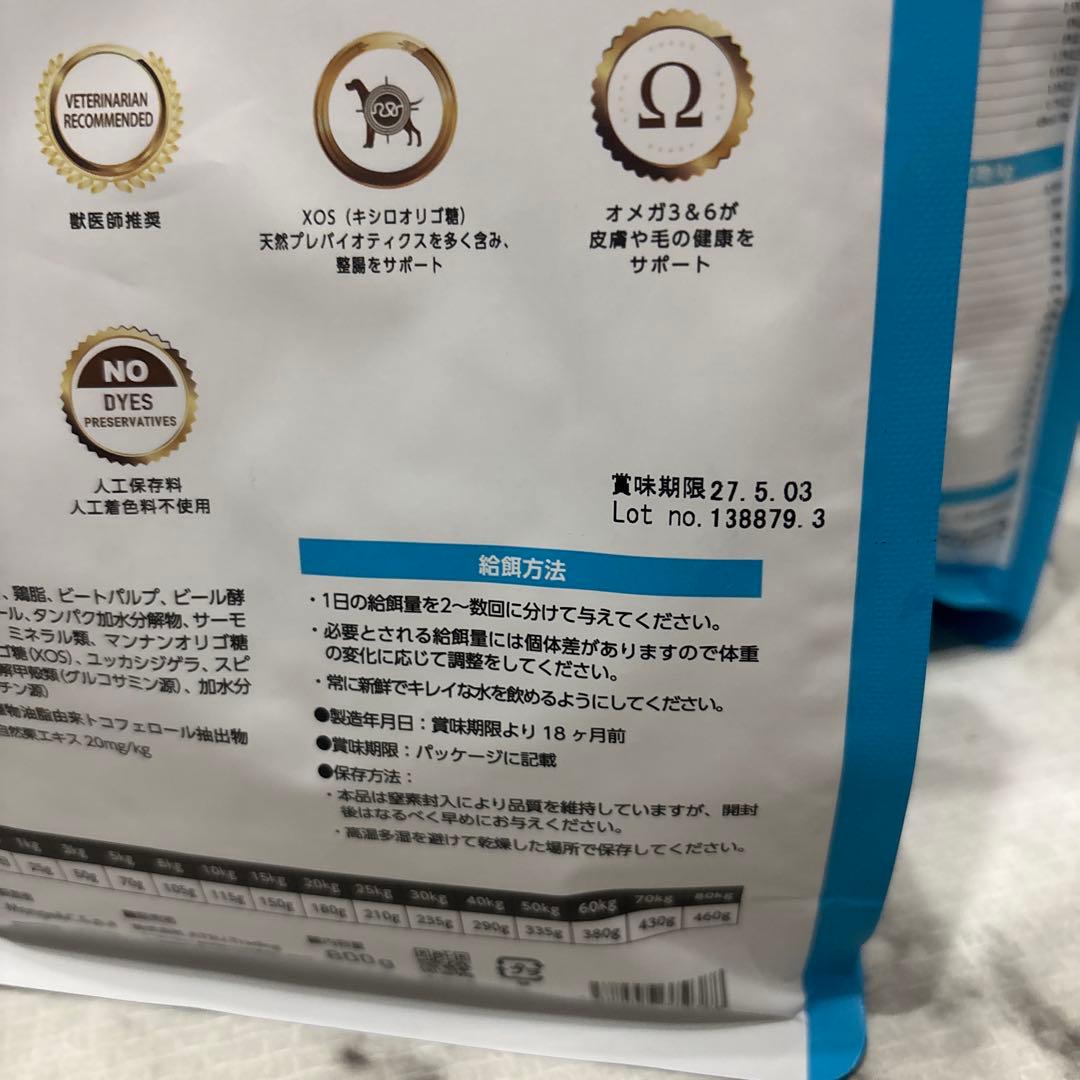 VETERINARIAN
RECOMMENDED
獣医師推奨
XOS（キシロオリゴ糖）
天然プレバイオティクスを多く含み、
整腸をサポート
Ω
オメガ3＆6が
皮膚や毛の健康を
サポート
NO
DYES
PRESERVATIVES
人工保存料
人工着色料不使用
賞味期限 27. 5. 03
Lot no. 138879. 3
、鶏脂、ビートパルプ、ビール酵
ール、タンパク加水分解物、サーモ
ミネラル類、マンナンオリゴ糖
ゴ糖(XOS)、ユッカシジゲラ、スピ
解甲殻類(グルコサミン源)、加水分
チン源)
植物油脂由来トコフェロール抽出物
エキス 20mg/kg
給餌方法
・1日の給餌量を2〜数回に分けて与えてください。
・必要とされる給餌量には個体差がありますので体重
の変化に応じて調整をしてください。
・常に新鮮でキレイな水を飲めるようにしてください。
●製造年月日：賞味期限より 18 ヶ月前
●賞味期限：パッケージに記載
●保存方法：
・本品は窒素封入により品質を維持していますが、開封
後はなるべく早めにお与えください。
・高温多湿を避けて乾燥した場所で保存してください。
1kg 3kg 5kg 8kg 10kg 15kg 20kg 25kg 30kg 40kg 50kg 60kg 70kg 80kg
25g 50g 70g 105g 115g 150g 180g 210g 235g 290g 335g 380g 430g 460g
800g